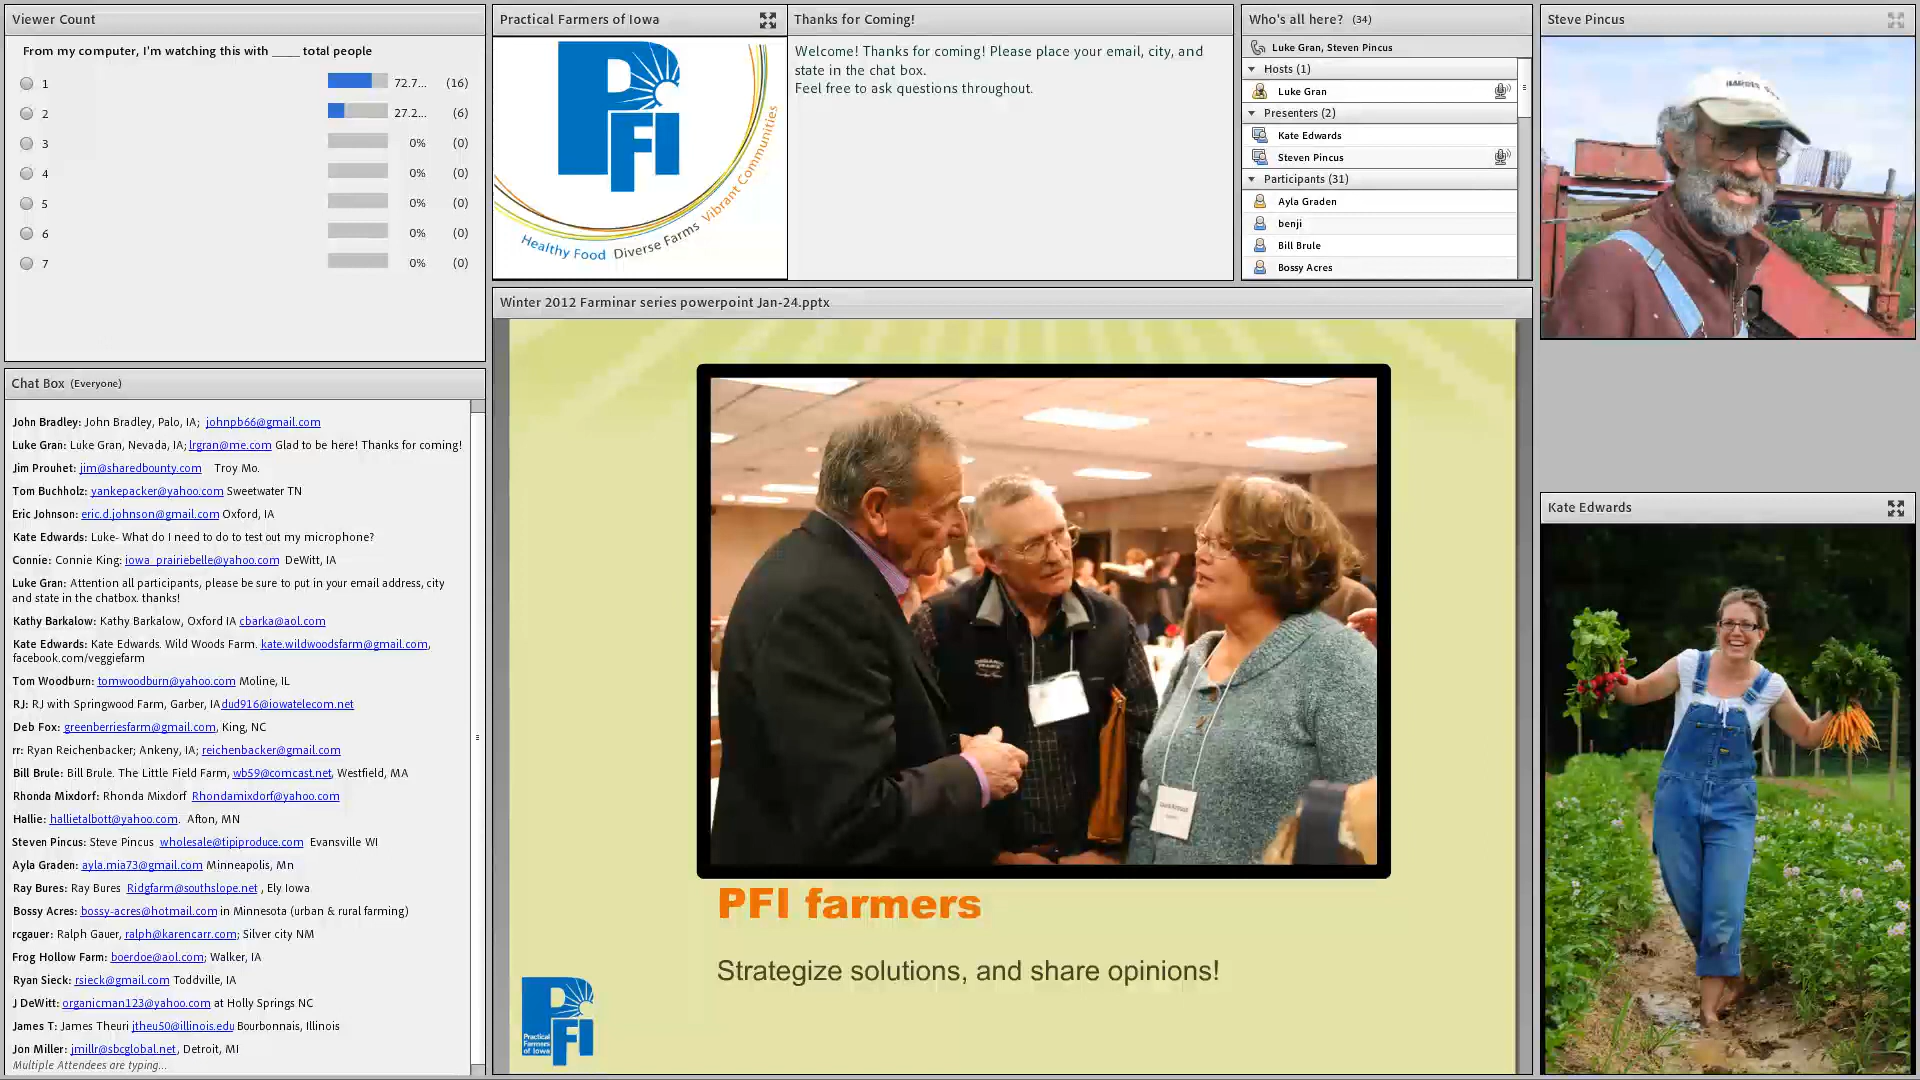 Viewer Count
From my computer, I'm watching this with ____ total people
1 72.7... (16)
2 27.2... (6)
3 0% (0)
4 0% (0)
5 0% (0)
6 0% (0)
7 0% (0)
Chat Box (Everyone)
John Bradley: John Bradley, Palo, IA; johnpb66@gmail.com
Luke Gran: Luke Gran, Nevada, IA; lrgran@me.com Glad to be here! Thanks for coming!
Jim Prouhet: jim@sharedbounty.com Troy Mo.
Tom Buchholz: yankepacker@yahoo.com Sweetwater TN
Eric Johnson: eric.d.johnson@gmail.com Oxford, IA
Kate Edwards: Luke- What do I need to do to test out my microphone?
Connie: Connie King: iowa_prairiebelle@yahoo.com DeWitt, IA
Luke Gran: Attention all participants, please be sure to put in your email address, city
and state in the chatbox. thanks!
Kathy Barkalow: Kathy Barkalow, Oxford IA cbarka@aol.com
Kate Edwards: Kate Edwards. Wild Woods Farm. kate.wildwoodsfarm@gmail.com,
facebook.com/veggiefarm
Tom Woodburn: tomwoodburn@yahoo.com Moline, IL
RJ: RJ with Springwood Farm, Garber, IA dud916@iowatelecom.net
Deb Fox: greenberriesfarm@gmail.com, King, NC
rr: Ryan Reichenbacker; Ankeny, IA; reichenbacker@gmail.com
Bill Brule: Bill Brule. The Little Field Farm, wb59@comcast.net, Westfield, MA
Rhonda Mixdorf: Rhonda Mixdorf Rhondamixdorf@yahoo.com
Hallie: hallietalbott@yahoo.com. Afton, MN
Steven Pincus: Steve Pincus wholesale@tipiproduce.com Evansville WI
Ayla Graden: ayla.mia73@gmail.com Minneapolis, Mn
Ray Bures: Ray Bures Ridgfarm@southslope.net , Ely Iowa
Bossy Acres: bossy-acres@hotmail.com in Minnesota (urban & rural farming)
rcgauer: Ralph Gauer, ralph@karencarr.com; Silver city NM
Frog Hollow Farm: boerdoe@aol.com; Walker, IA
Ryan Sieck: rsieck@gmail.com Toddville, IA
J DeWitt: organicman123@yahoo.com at Holly Springs NC
James T: James Theuri jtheu50@illinois.edu Bourbonnais, Illinois
Jon Miller: jmillr@sbcglobal.net, Detroit, MI
Multiple Attendees are typing...
Practical Farmers of Iowa
PFI
Healthy Food Diverse Farms Vibrant Communities
Thanks for Coming!
Welcome! Thanks for coming! Please place your email, city, and
state in the chat box.
Feel free to ask questions throughout.
Who's all here? (34)
Luke Gran, Steven Pincus
Hosts (1)
Luke Gran
Presenters (2)
Kate Edwards
Steven Pincus
Participants (31)
Ayla Graden
benji
Bill Brule
Bossy Acres
Winter 2012 Farminar series powerpoint Jan-24.pptx
PFI farmers
Strategize solutions, and share opinions!
PFI
Practical
Farmers
of Iowa
Steve Pincus
Kate Edwards